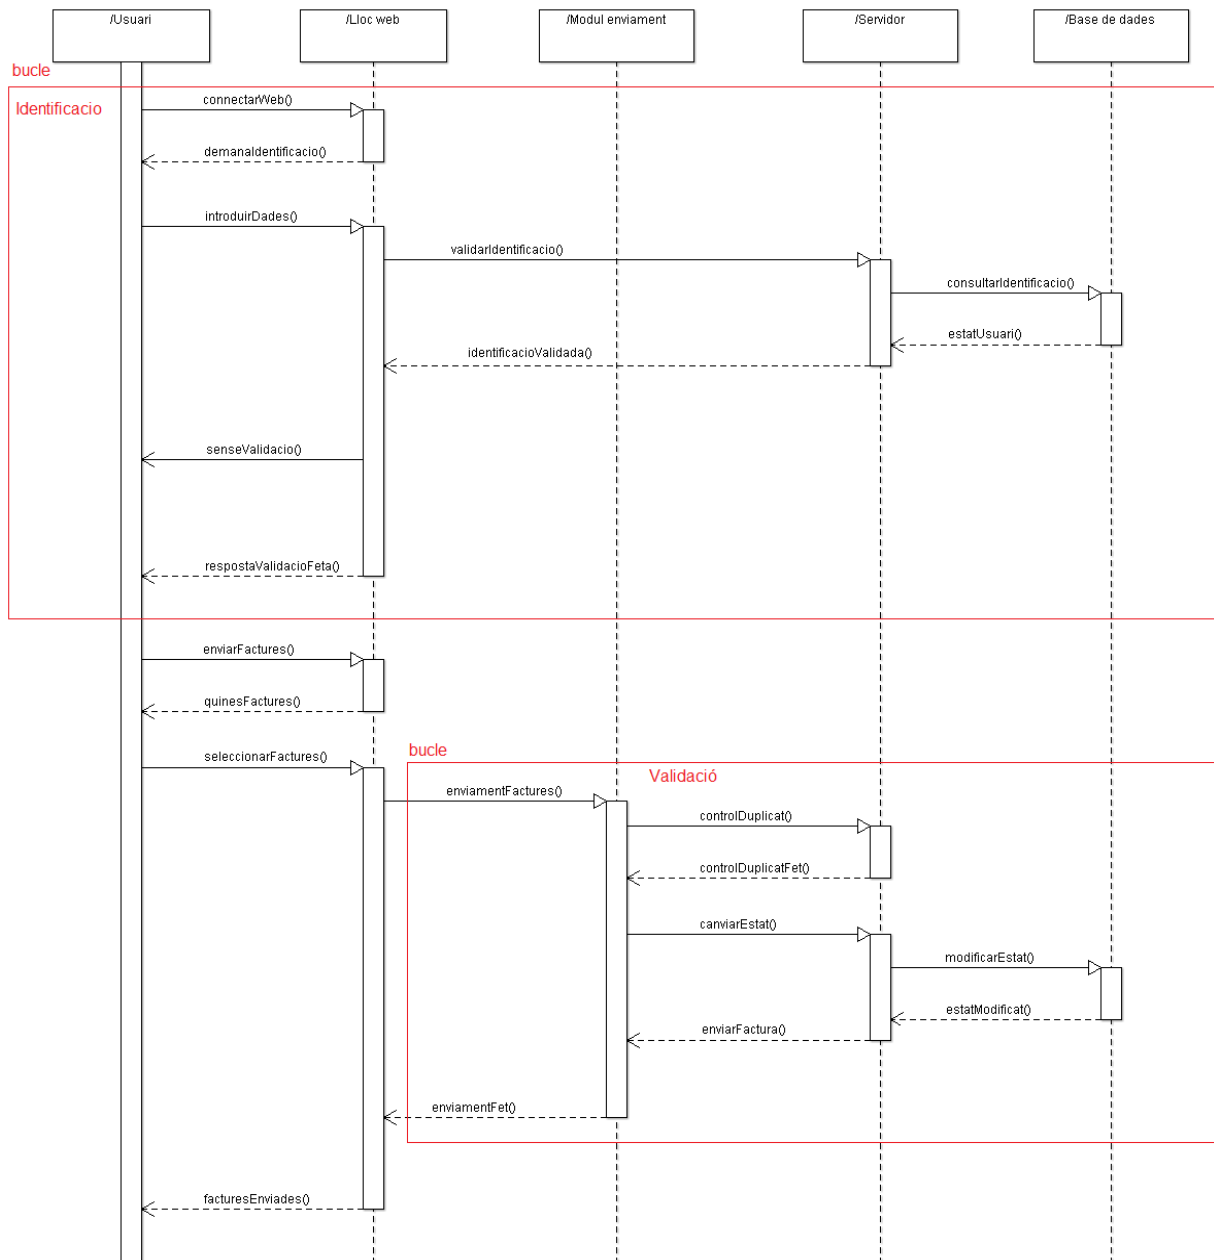 /Usuari
/Lloc web
/Modul enviament
/Servidor
/Base de dades
bucle
Identificacio
connectarWeb()
demanaIdentificacio()
introduirDades()
validarIdentificacio()
consultarIdentificacio()
estatUsuari()
identificacioValidada()
senseValidacio()
respostaValidacioFeta()
enviarFactures()
quinesFactures()
bucle
seleccionarFactures()
Validació
enviamentFactures()
controlDuplicat()
controlDuplicatFet()
canviarEstat()
modificarEstat()
estatModificat()
enviarFactura()
enviamentFet()
facturesEnviades()